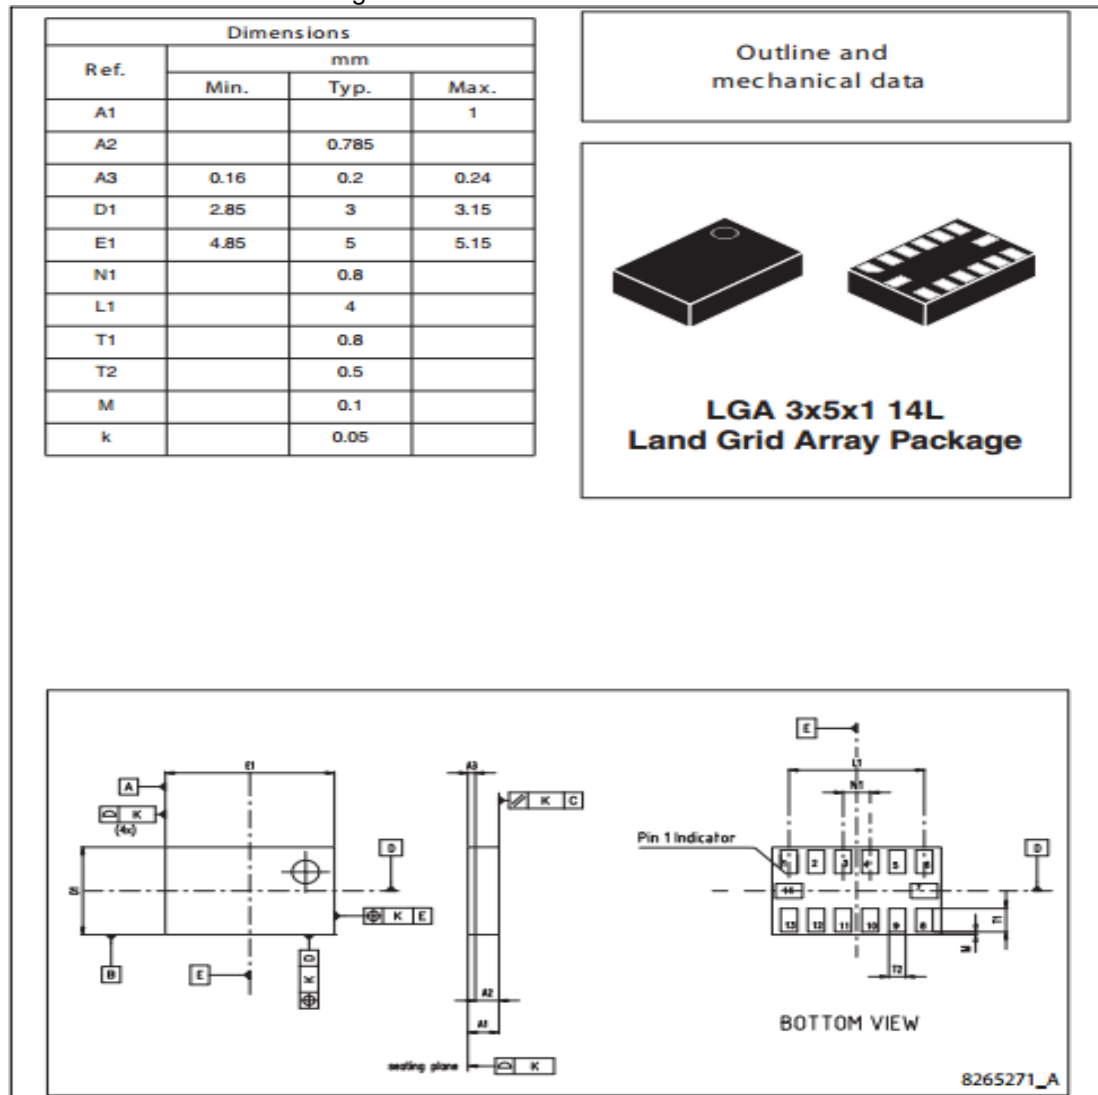 Dimensions
Ref.
mm
Min. Typ. Max.
A1 1
A2 0.785
A3 0.16 0.2 0.24
D1 2.85 3 3.15
E1 4.85 5 5.15
N1 0.8
L1 4
T1 0.8
T2 0.5
M 0.1
k 0.05
Outline and
mechanical data
LGA 3x5x1 14L
Land Grid Array Package
E1
A
K
(4x)
D1
D
K E
B
E
K D
A3
K C
A2
A1
seating plane
K
E
L1
N1
Pin 1 Indicator
D
1 2 3 4 5 6
14 7
13 12 11 10 9 8
T1
M
T2
BOTTOM VIEW
8265271_A